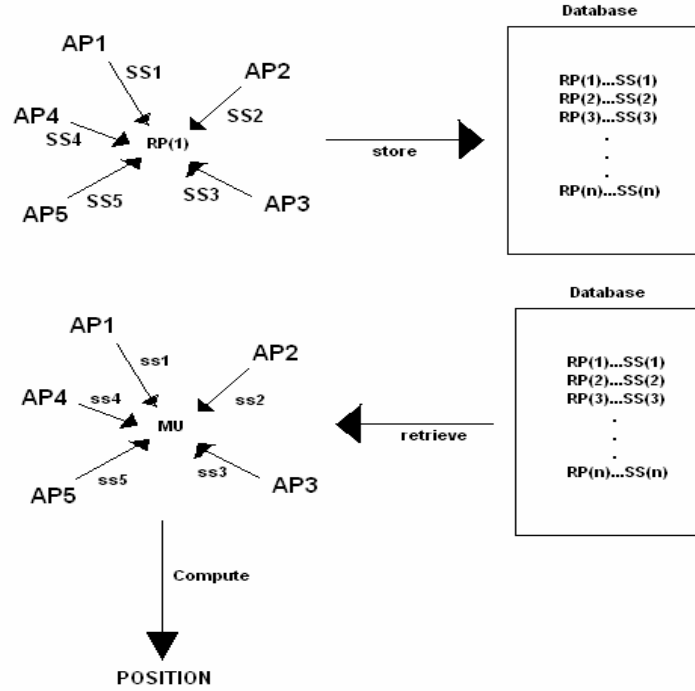 Database
AP1
SS1
AP2
SS2
AP4
SS4
RP(1)
AP5
SS5
SS3
AP3
store
RP(1)...SS(1)
RP(2)...SS(2)
RP(3)...SS(3)
.
.
.
RP(n)...SS(n)
Database
AP1
ss1
AP2
ss2
AP4
ss4
MU
AP5
ss5
ss3
AP3
retrieve
RP(1)...SS(1)
RP(2)...SS(2)
RP(3)...SS(3)
.
.
.
RP(n)...SS(n)
Compute
POSITION